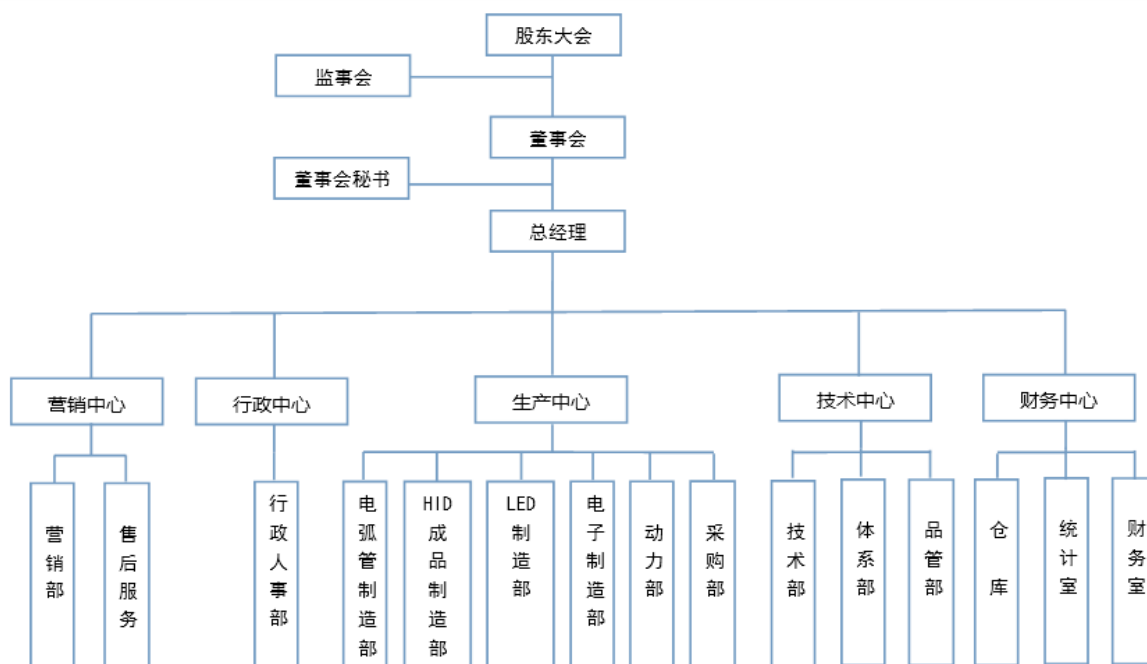 股东大会
监事会
董事会
董事会秘书
总经理
营销中心
行政中心
生产中心
技术中心
财务中心
营销部
售后服务
行政人事部
电弧管制造部
HID成品制造部
LED制造部
电子制造部
动力部
采购部
技术部
体系部
品管部
仓库
统计室
财务室